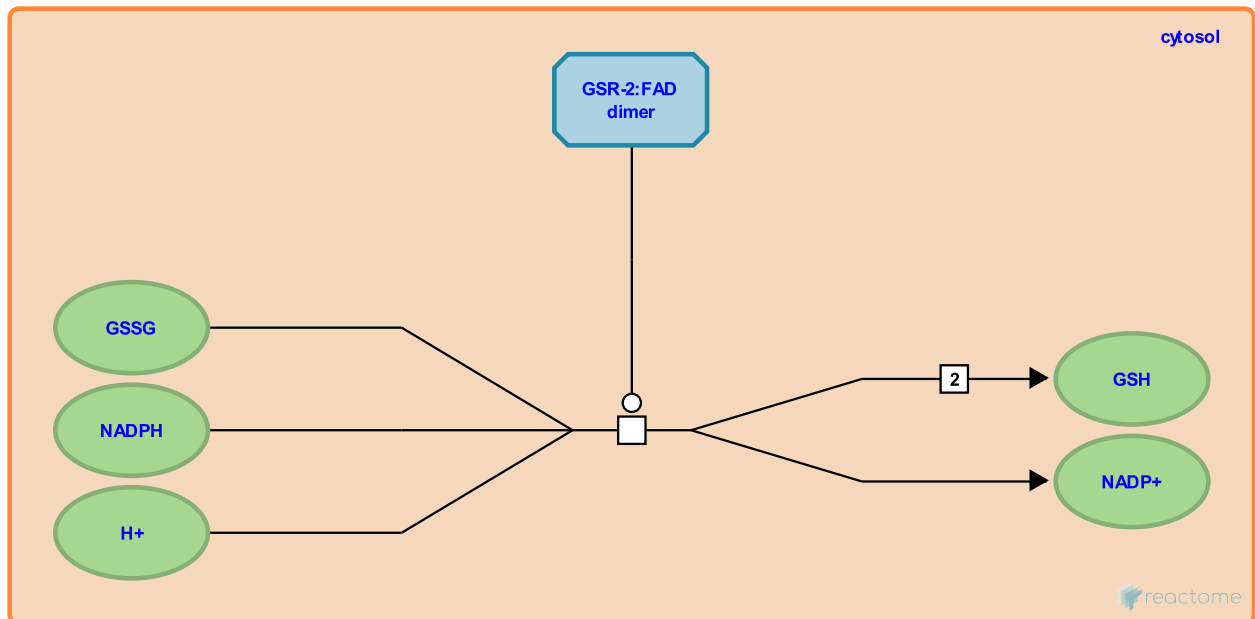 cytosol
GSR-2:FAD
dimer
GSSG
NADPH
H+
2
GSH
NADP+
reactome